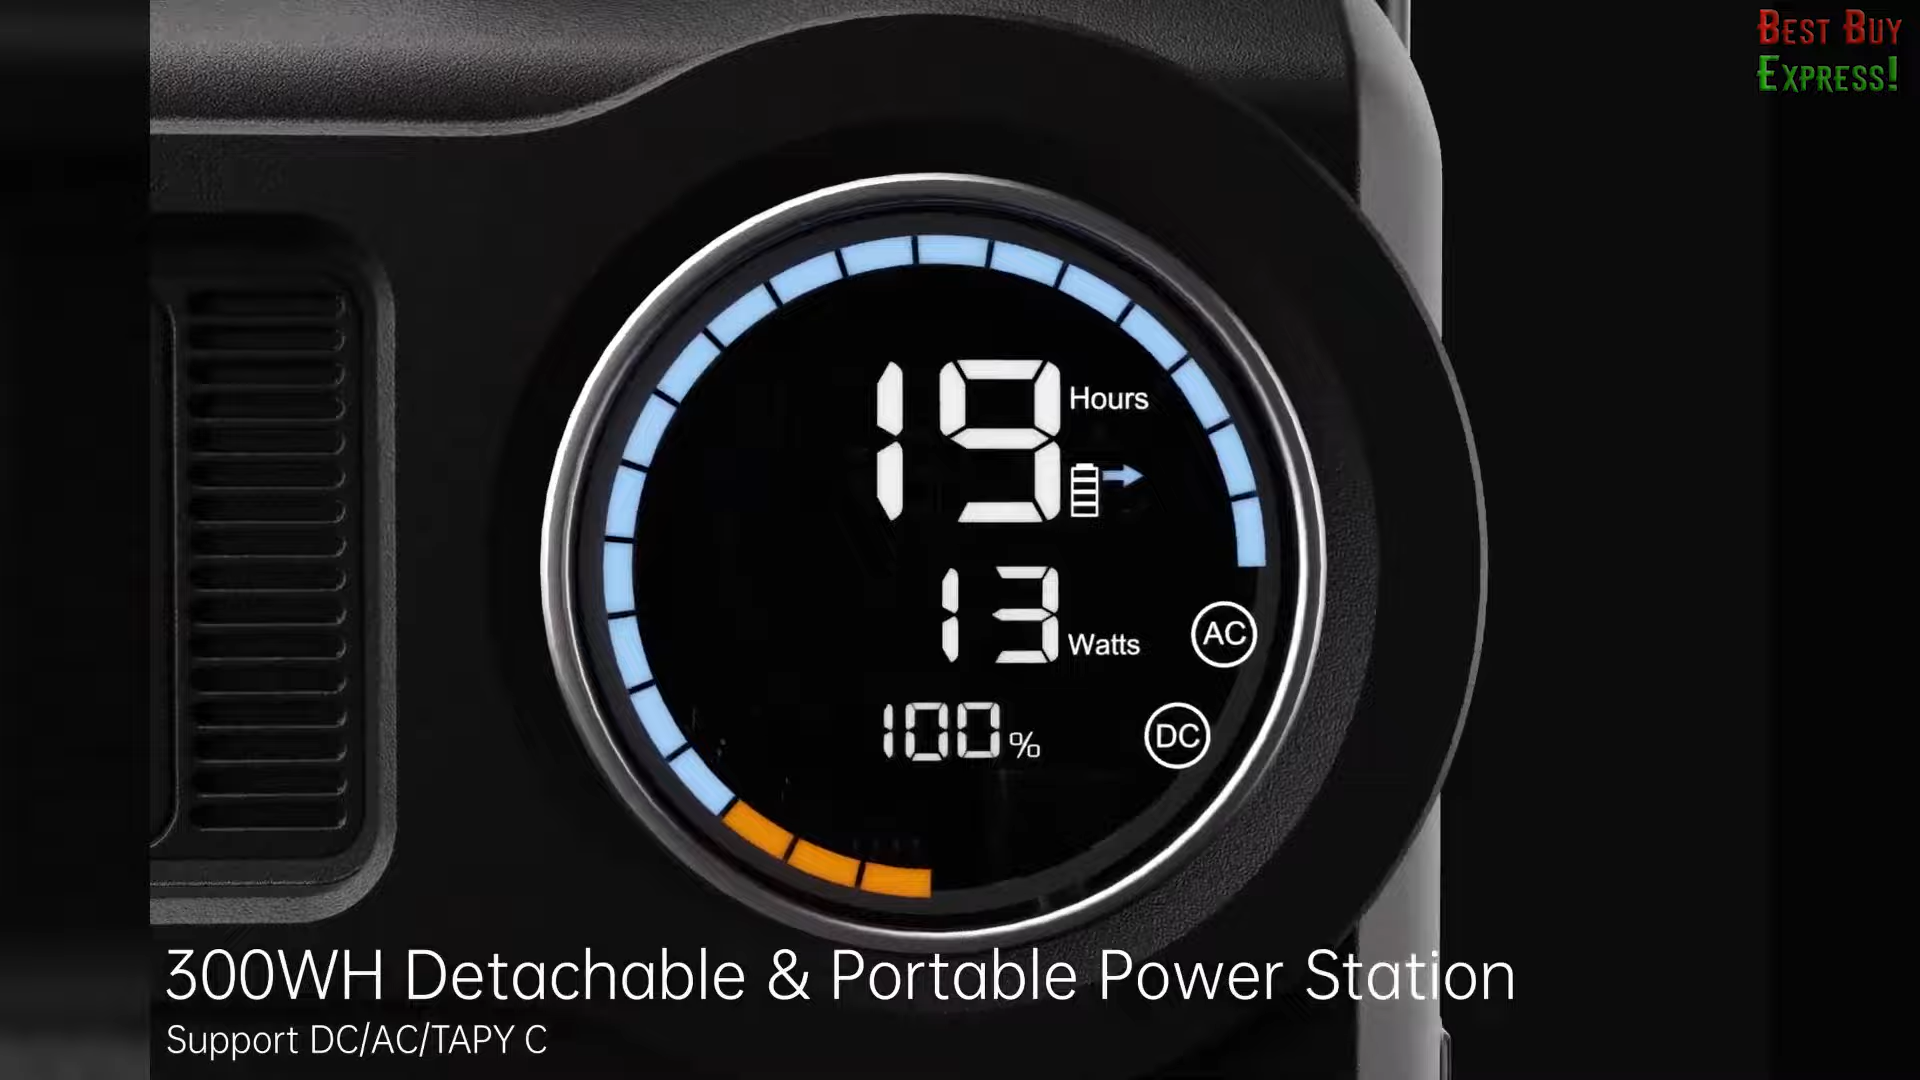 BEST BUY
EXPRESS!
19 Hours
13 Watts
AC
100 %
DC
300WH Detachable & Portable Power Station
Support DC/AC/TAPY C